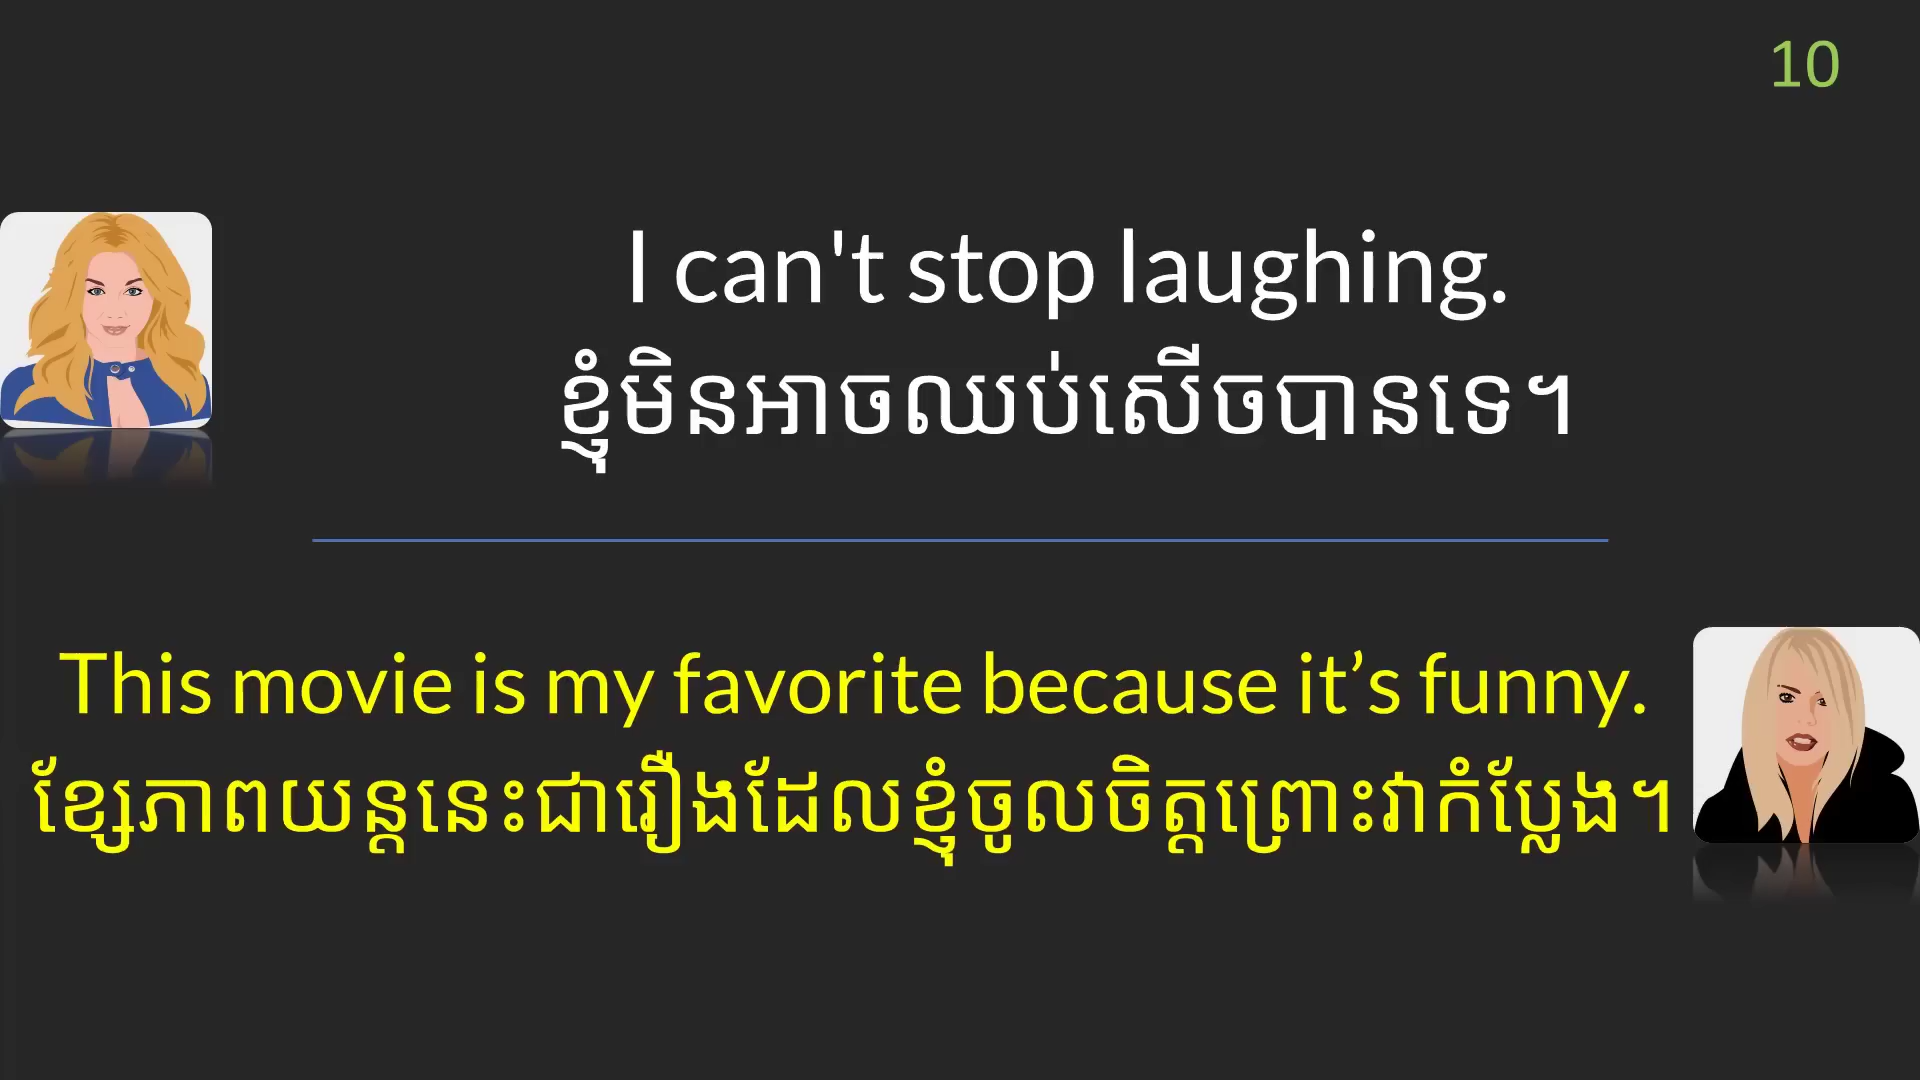 10
I can't stop laughing.
ខ្ញុំមិនអាចឈប់សើចបានទេ។
This movie is my favorite because it’s funny.
ខ្សែភាពយន្តនេះជារឿងដែលខ្ញុំចូលចិត្តព្រោះវាកំប្លែង។